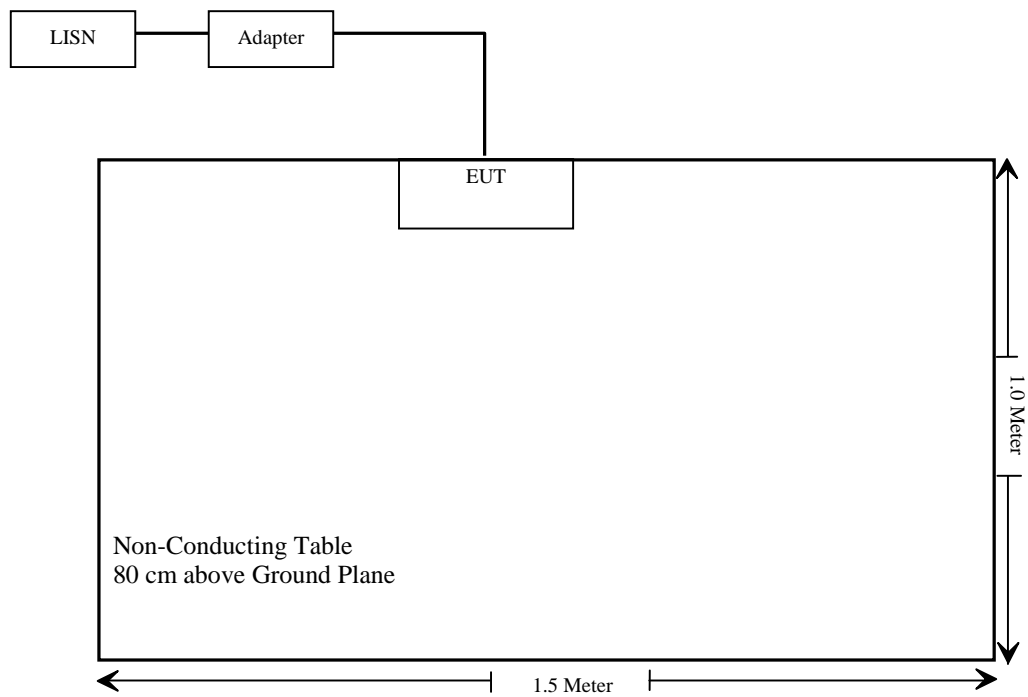 LISN
Adapter
EUT
1.0 Meter
Non-Conducting Table
80 cm above Ground Plane
1.5 Meter